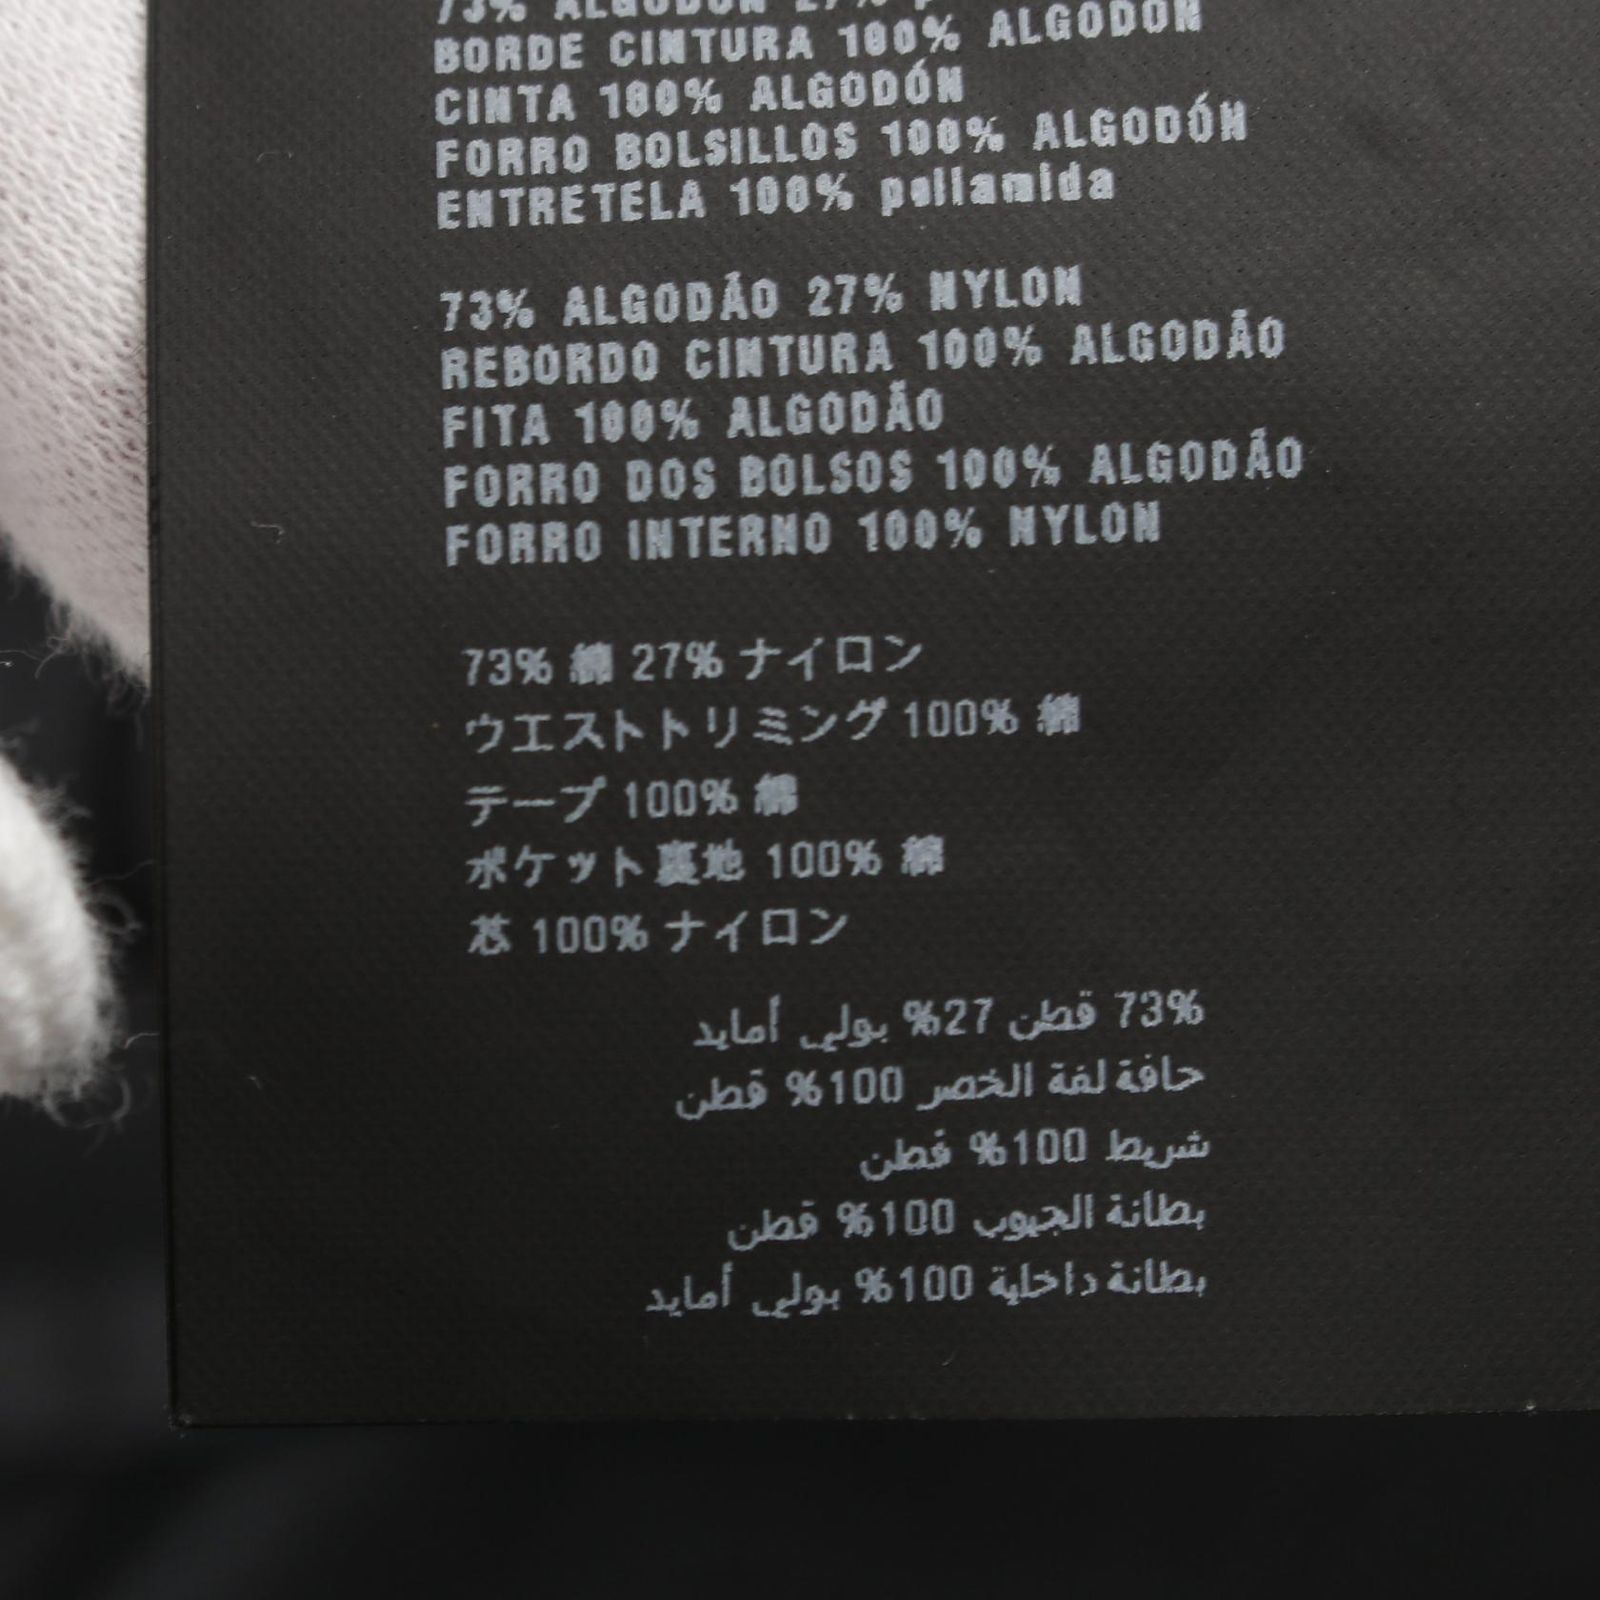 73% ALGODÓN 27%
BORDE CINTURA 100% ALGODÓN
CINTA 100% ALGODÓN
FORRO BOLSILLOS 100% ALGODÓN
ENTRETELA 100% poliamida
73% ALGODÃO 27% NYLON
REBORDO CINTURA 100% ALGODÃO
FITA 100% ALGODÃO
FORRO DOS BOLSOS 100% ALGODÃO
FORRO INTERNO 100% NYLON
73% 綿 27% ナイロン
ウエストトリミング 100% 綿
テープ 100% 綿
ポケット裏地 100% 綿
芯 100% ナイロン
73% قطن 27% بولي أمايد
حافة لفة الخصر 100% قطن
شريط 100% قطن
بطانة الجيوب 100% قطن
بطانة داخلية 100% بولي أمايد